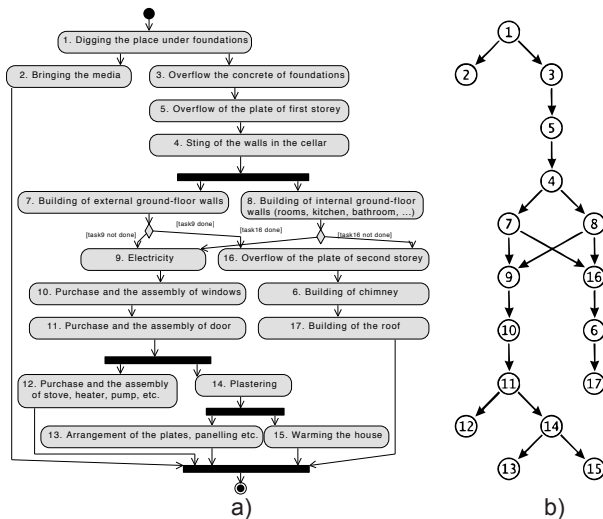 1. Digging the place under foundations
2. Bringing the media
3. Overflow the concrete of foundations
5. Overflow of the plate of first storey
4. Sting of the walls in the cellar
7. Building of external ground-floor walls
8. Building of internal ground-floor
walls (rooms, kitchen, bathroom, ...)
[task9 done]
[task9 not done]
[task16 done]
[task16 not done]
9. Electricity
16. Overflow of the plate of second storey
10. Purchase and the assembly of windows
6. Building of chimney
11. Purchase and the assembly of door
17. Building of the roof
12. Purchase and the assembly
of stove, heater, pump, etc.
14. Plastering
13. Arrangement of the plates, panelling etc.
15. Warming the house
a)
1
2
3
5
4
7
8
9
16
10
6
11
17
12
14
13
15
b)